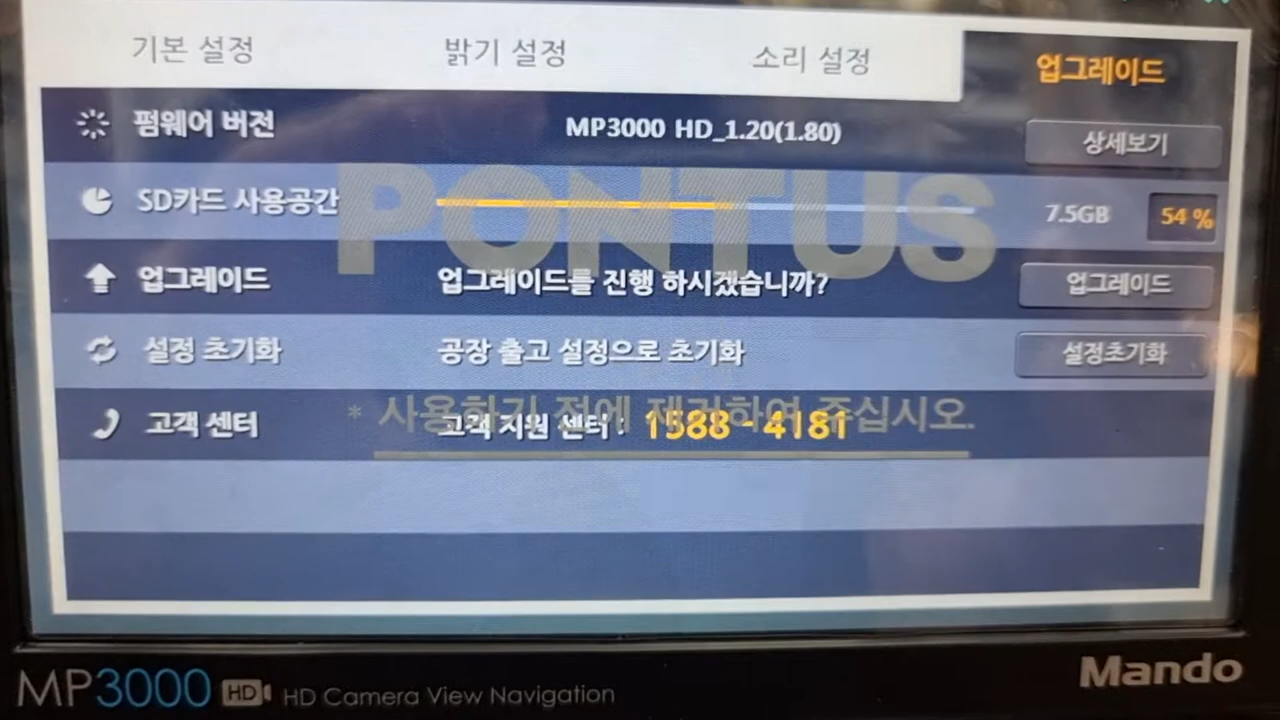 기본 설정 밝기 설정 소리 설정 업그레이드
펌웨어 버전 MP3000 HD_1.20(1.80) 상세보기
SD카드 사용공간 7.5GB 54 %
PONTUS
업그레이드 업그레이드를 진행 하시겠습니까? 업그레이드
설정 초기화 공장 출고 설정으로 초기화 설정초기화
* 사용하기 전에 제거하여 주십시오.
고객 센터 고객 지원 센터 : 1588 - 4181
MP3000 HD HD Camera View Navigation Mando